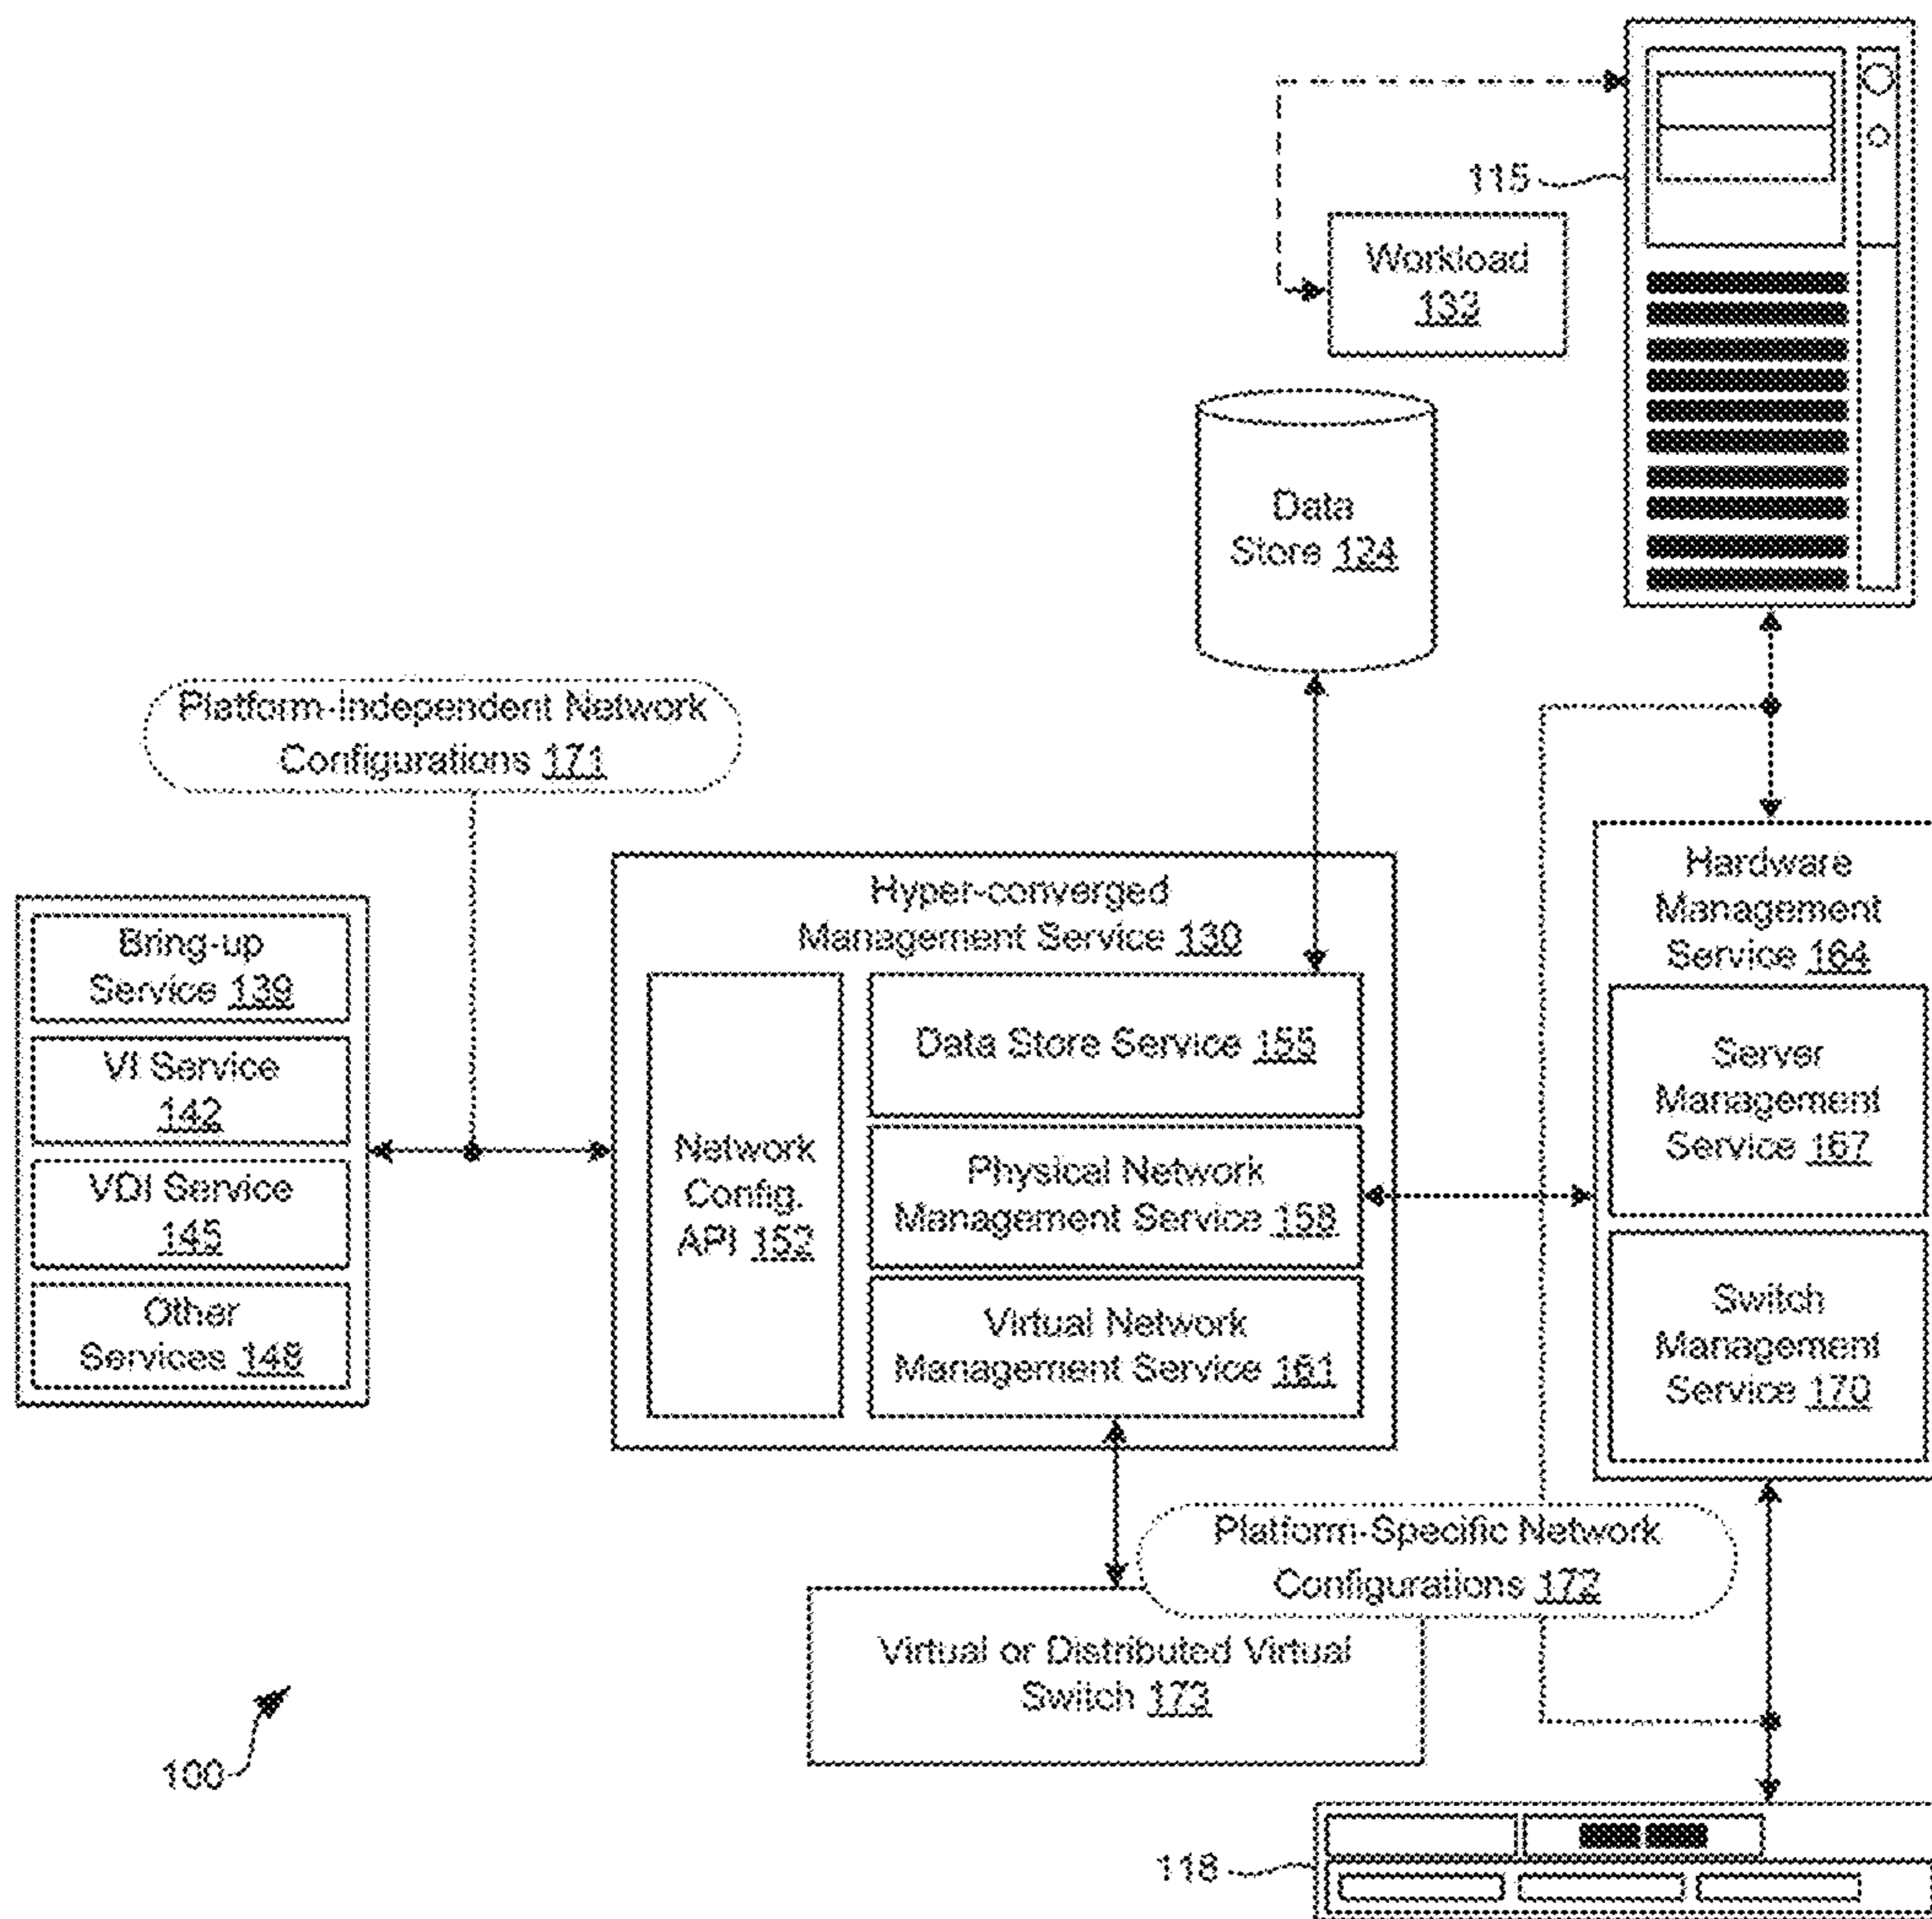 115
Workload
133
Data
Store 124
Platform-Independent Network
Configurations 171
Hyper-converged
Management Service 130
Hardware
Management
Service 164
Bring-up
Service 139
VI Service
142
VDI Service
145
Other
Services 148
Network
Config.
API 152
Data Store Service 155
Physical Network
Management Service 158
Virtual Network
Management Service 161
Server
Management
Service 167
Switch
Management
Service 170
Platform-Specific Network
Configurations 172
Virtual or Distributed Virtual
Switch 173
100
118